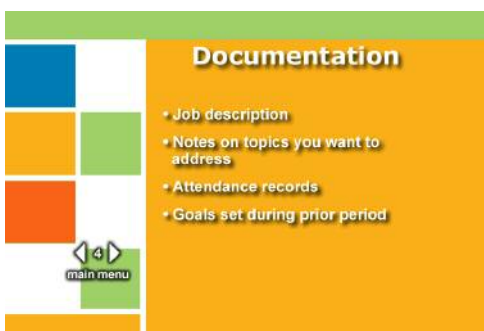 Documentation
• Job description
• Notes on topics you want to
address
• Attendance records
• Goals set during prior period
4
main menu